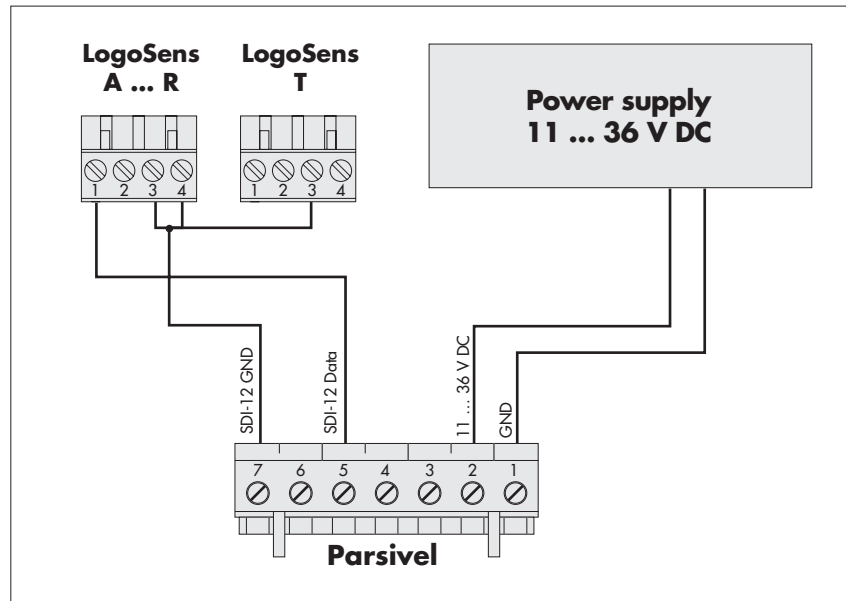 LogoSens
A ... R
LogoSens
T
Power supply
11 ... 36 V DC
1 2 3 4
1 2 3 4
SDI-12 GND
SDI-12 Data
11 ... 36 V DC
GND
7 6 5 4 3 2 1
Parsivel